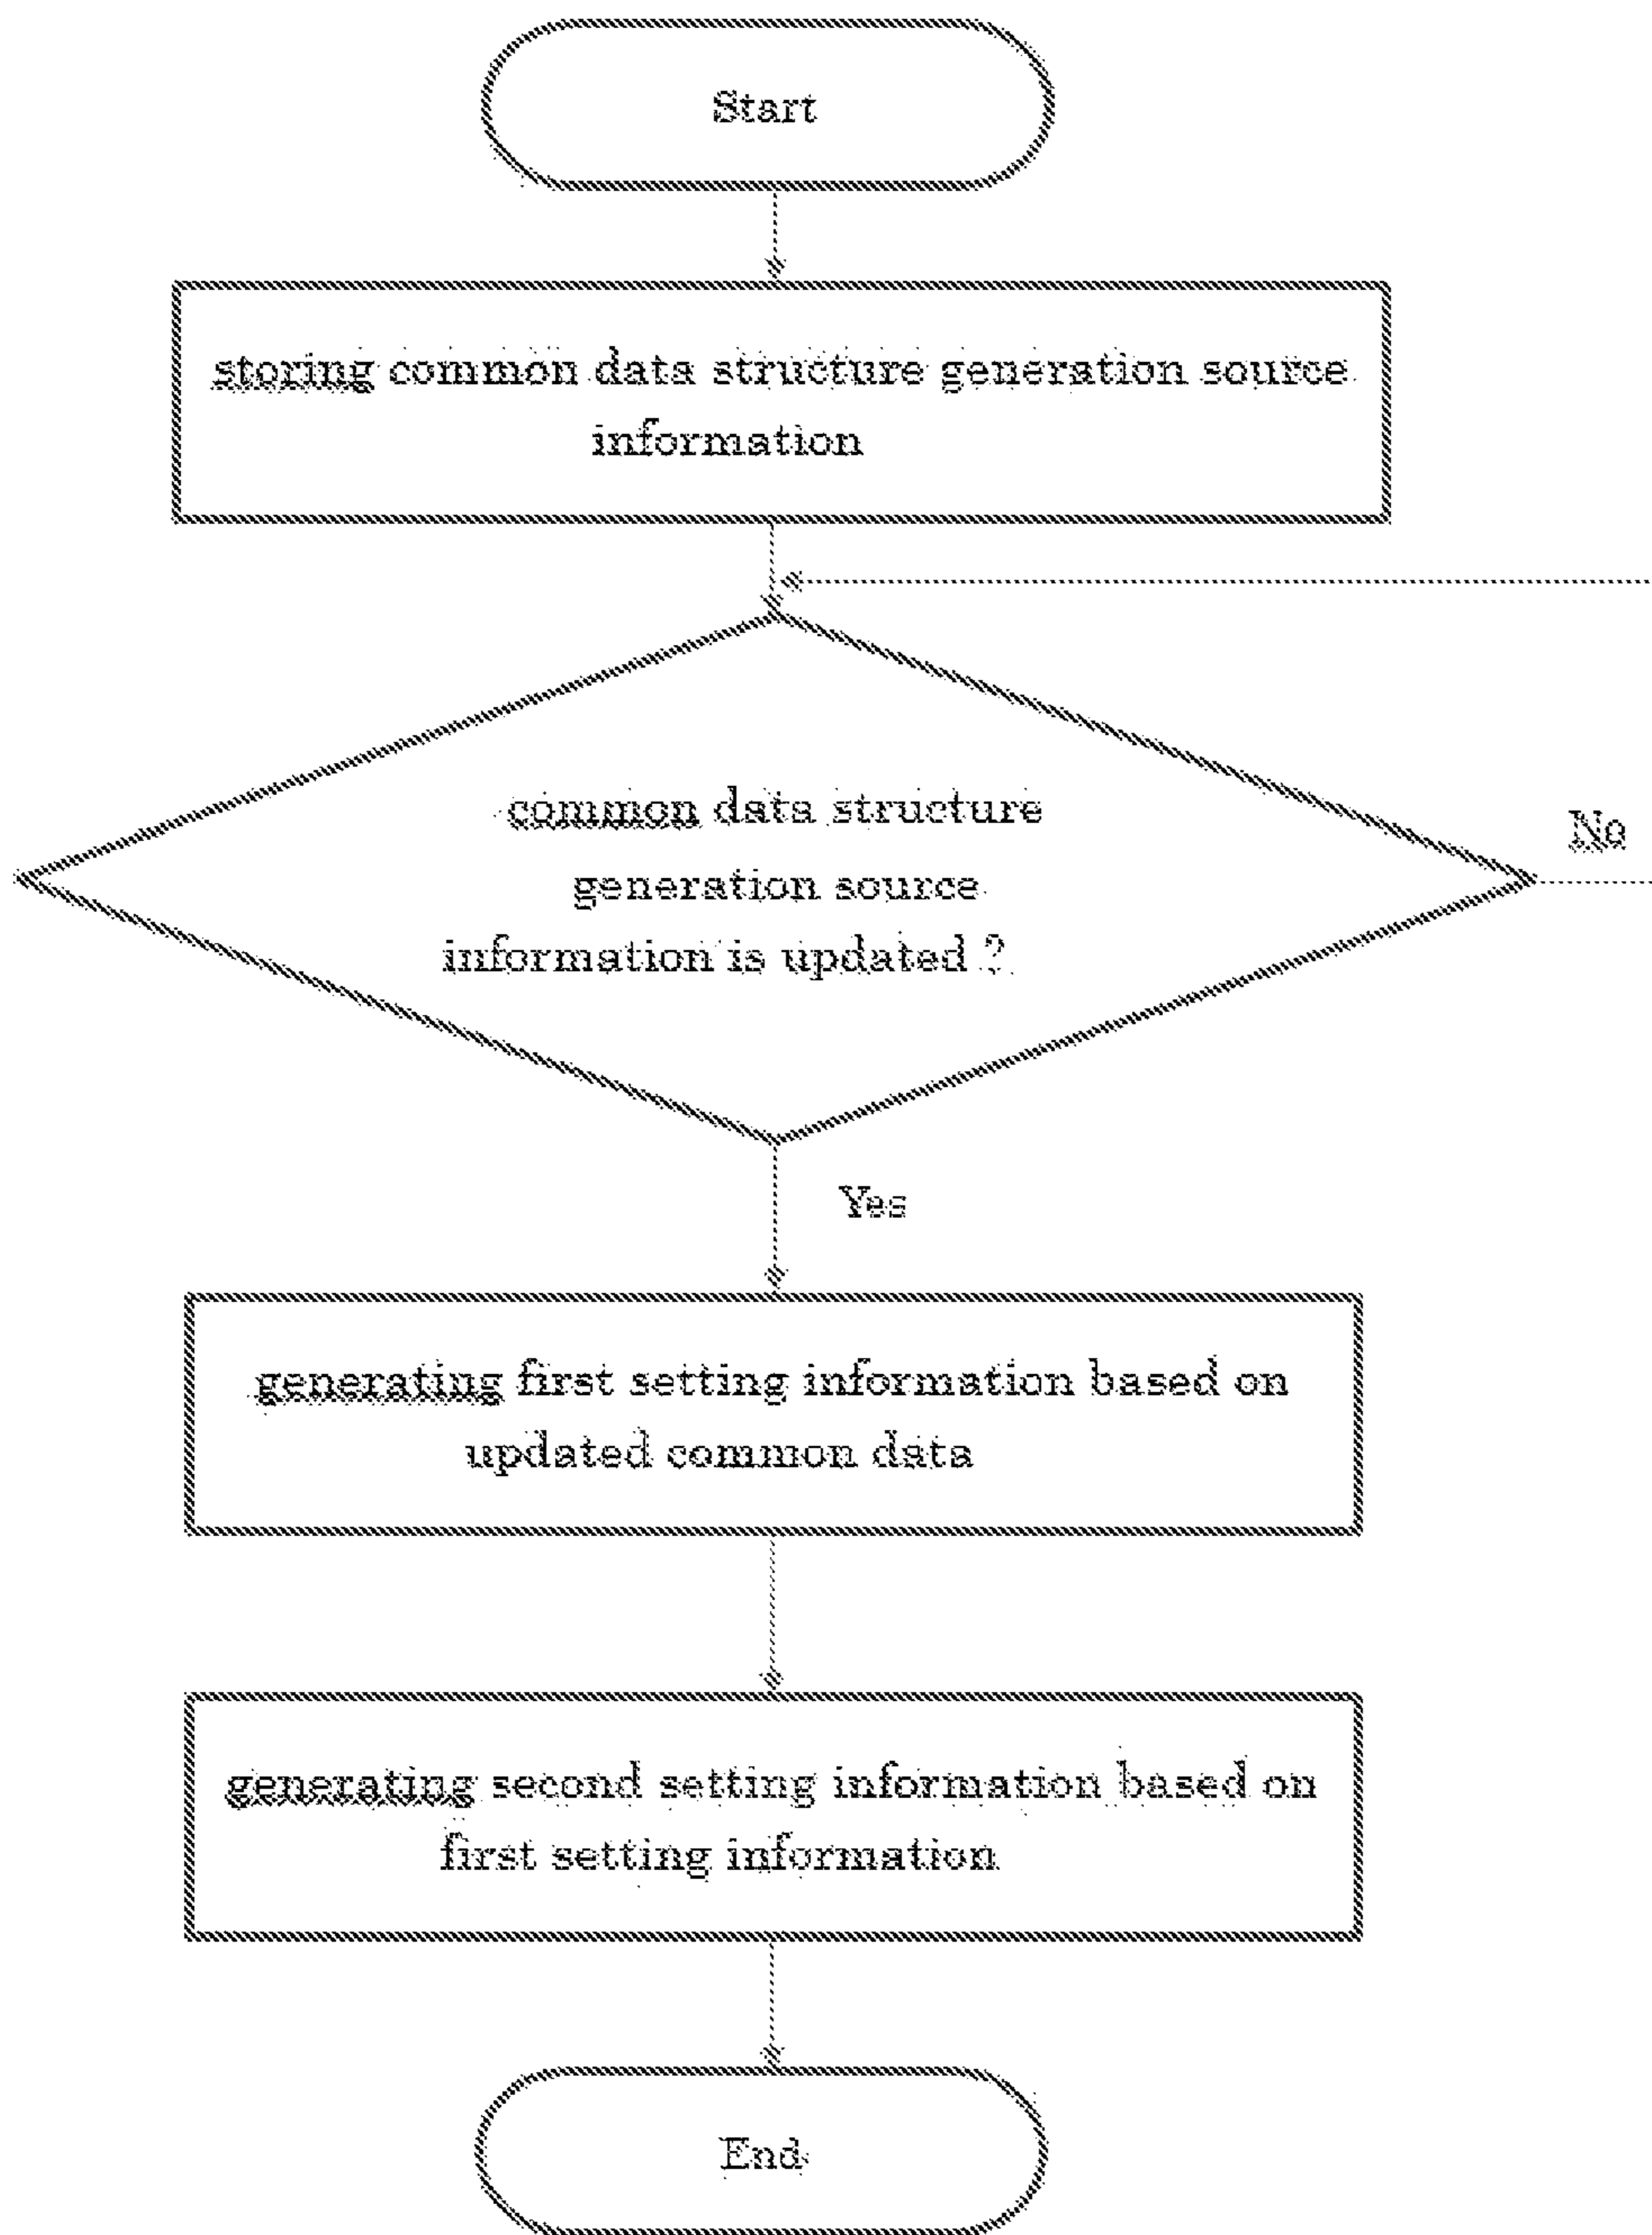 Start
storing common data structure generation source
information
common data structure
generation source
information is updated ?
No
Yes
generating first setting information based on
updated common data
generating second setting information based on
first setting information
End